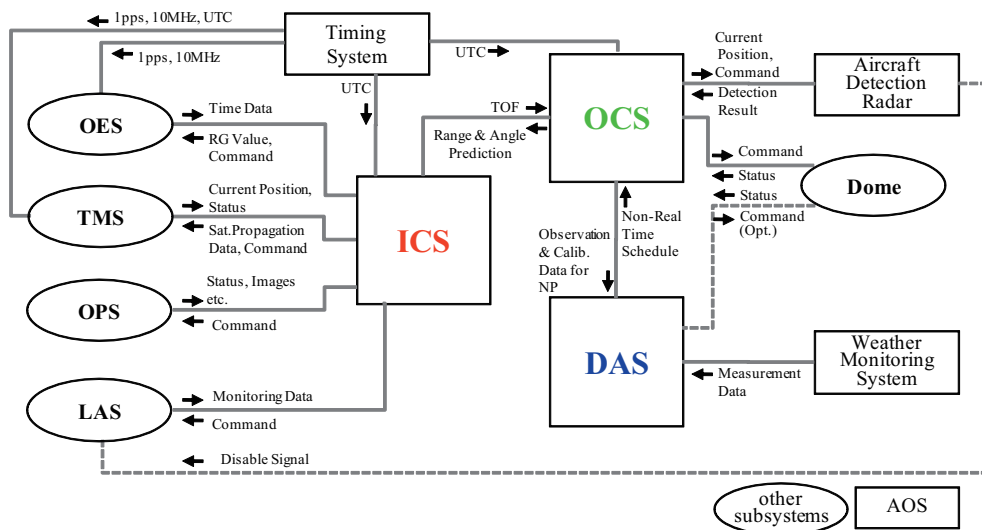 1pps, 10MHz, UTC
1pps, 10MHz
Timing
System
UTC
UTC
Current
Position,
Command
Detection
Result
Aircraft
Detection
Radar
OES
Time Data
RG Value,
Command
TOF
Range & Angle
Prediction
OCS
Command
Status
Status
Command
(Opt.)
Dome
TMS
Current Position,
Status
Sat.Propagation
Data, Command
ICS
Non-Real
Time
Schedule
Observation
& Calib.
Data for
NP
OPS
Status, Images
etc.
Command
DAS
Measurement
Data
Weather
Monitoring
System
LAS
Monitoring Data
Command
Disable Signal
other
subsystems
AOS